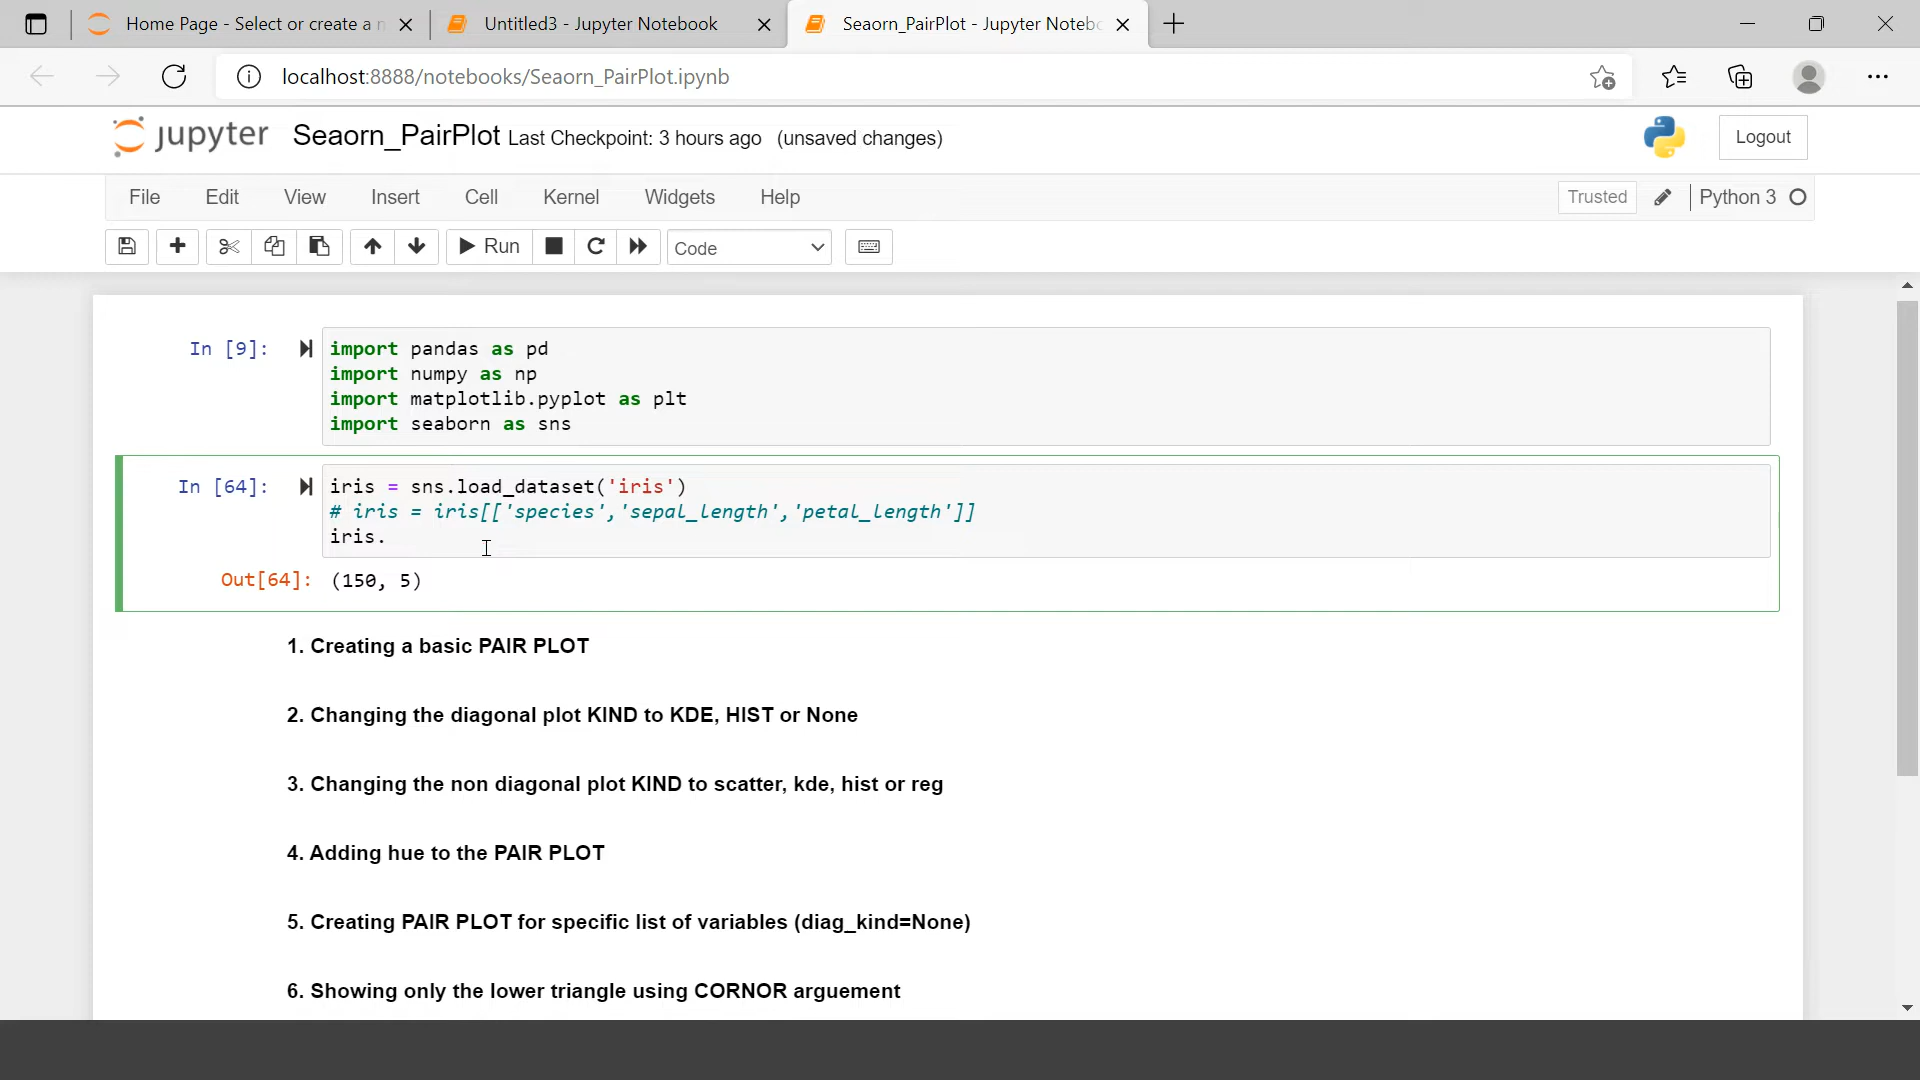 Home Page - Select or create a n
Untitled3 - Jupyter Notebook
Seaorn_PairPlot - Jupyter Notebo
localhost:8888/notebooks/Seaorn_PairPlot.ipynb
jupyter Seaorn_PairPlot Last Checkpoint: 3 hours ago (unsaved changes)
Logout
File Edit View Insert Cell Kernel Widgets Help
Trusted
Python 3
Run
Code
In [9]:
import pandas as pd
import numpy as np
import matplotlib.pyplot as plt
import seaborn as sns
In [64]:
iris = sns.load_dataset('iris')
# iris = iris[['species','sepal_length','petal_length']]
iris.
Out[64]: (150, 5)
1. Creating a basic PAIR PLOT
2. Changing the diagonal plot KIND to KDE, HIST or None
3. Changing the non diagonal plot KIND to scatter, kde, hist or reg
4. Adding hue to the PAIR PLOT
5. Creating PAIR PLOT for specific list of variables (diag_kind=None)
6. Showing only the lower triangle using CORNOR arguement